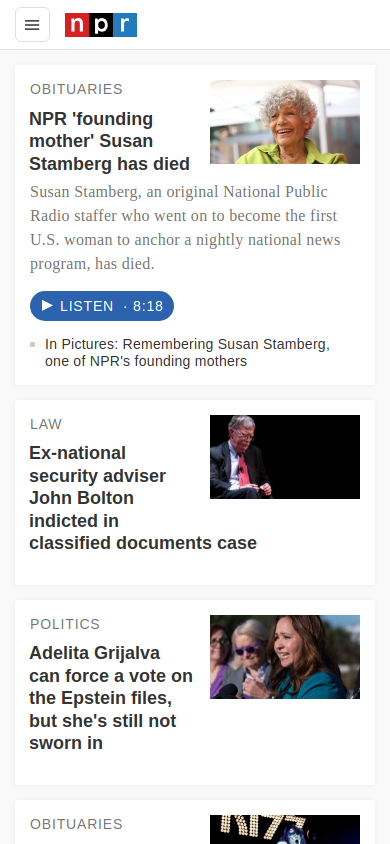 npr
OBITUARIES
NPR 'founding
mother' Susan
Stamberg has died
Susan Stamberg, an original National Public
Radio staffer who went on to become the first
U.S. woman to anchor a nightly national news
program, has died.
LISTEN · 8:18
In Pictures: Remembering Susan Stamberg,
one of NPR's founding mothers
LAW
Ex-national
security adviser
John Bolton
indicted in
classified documents case
POLITICS
Adelita Grijalva
can force a vote on
the Epstein files,
but she's still not
sworn in
OBITUARIES